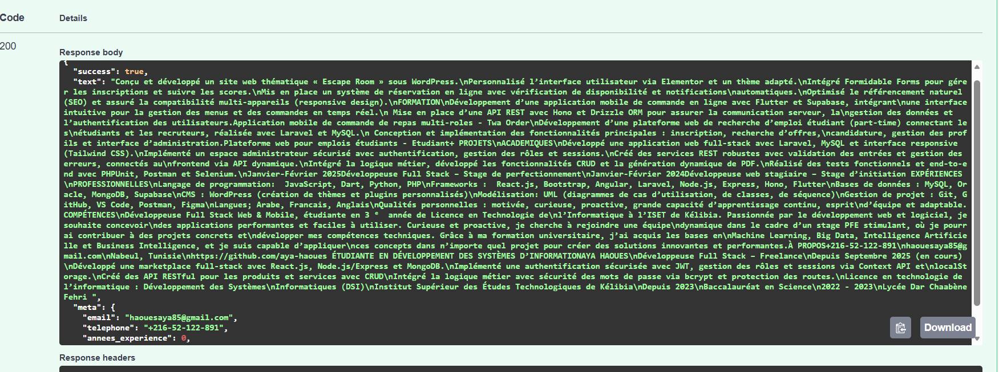 Code
Details
200
Response body
{
"success": true,
"text": "Conçu et développé un site web thématique « Escape Room » sous WordPress.\nPersonnalisé l’interface utilisateur via Elementor et un thème adapté.\nIntégré Formidable Forms pour gére
r les inscriptions et suivre les scores.\nMis en place un système de réservation en ligne avec vérification de disponibilité et notifications\nautomatiques.\nOptimisé le référencement naturel
(SEO) et assuré la compatibilité multi-appareils (responsive design).\nFORMATION\nDéveloppement d’une application mobile de commande en ligne avec Flutter et Supabase, intégrant\nune interface
intuitive pour la gestion des menus et des commandes en temps réel.\n Mise en place d’une API REST avec Hono et Drizzle ORM pour assurer la communication serveur, la\ngestion des données et
l’authentification des utilisateurs.Application mobile de commande de repas multi-roles - Twa Order\nDéveloppement d’une plateforme web de recherche d’emploi étudiant (part-time) connectant le
s\nétudiants et les recruteurs, réalisée avec Laravel et MySQL.\n Conception et implémentation des fonctionnalités principales : inscription, recherche d’offres,\ncandidature, gestion des prof
ils et interface d’administration.Plateforme web pour emplois étudiants - Etudiant+ PROJETS\nACADEMIQUES\nDéveloppé une application web full-stack avec Laravel, MySQL et interface responsive
(Tailwind CSS).\nImplémenté un espace administrateur sécurisé avec authentification, gestion des rôles et sessions.\nCréé des services REST robustes avec validation des entrées et gestion des
erreurs, connectés au\nfrontend via API dynamique.\nIntégré la logique métier, développé les fonctionnalités CRUD et la génération dynamique de PDF.\nRéalisé des tests fonctionnels et end-to-e
nd avec PHPUnit, Postman et Selenium.\nJanvier-Février 2025Développeuse Full Stack – Stage de perfectionnement\nJanvier-Février 2024Développeuse web stagiaire – Stage d’initiation EXPÉRIENCES
\nPROFESSIONNELLES\nLangage de programmation:  JavaScript, Dart, Python, PHP\nFrameworks :  React.js, Bootstrap, Angular, Laravel, Node.js, Express, Hono, Flutter\nBases de données : MySQL, Or
acle, MongoDB, Supabase\nCMS : WordPress (création de thèmes et plugins personnalisés)\nModélisation: UML (diagrammes de cas d’utilisation, de classes, de séquence)\nGestion de projet : Git, G
itHub, VS Code, Postman, Figma\nLangues; Arabe, Francais, Anglais\nQualités personnelles : motivée, curieuse, proactive, grande capacité d’apprentissage continu, esprit\nd’équipe et adaptable.
COMPÉTENCES\nDéveloppeuse Full Stack Web & Mobile, étudiante en 3 ᵉ  année de Licence en Technologie de\nl’Informatique à l’ISET de Kélibia. Passionnée par le développement web et logiciel, je
souhaite concevoir\ndes applications performantes et faciles à utiliser. Curieuse et proactive, je cherche à rejoindre une équipe\ndynamique dans le cadre d’un stage PFE stimulant, où je pourr
ai contribuer à des projets concrets et\ndévelopper mes compétences techniques. Grâce à ma formation universitaire, j’ai acquis les bases en\nMachine Learning, Big Data, Intelligence Artificie
lle et Business Intelligence, et je suis capable d’appliquer\nces concepts dans n’importe quel projet pour créer des solutions innovantes et performantes.À PROPOS+216-52-122-891\nhaouesaya85@g
mail.com\nNabeul, Tunisie\nhttps://github.com/aya-haoues ÉTUDIANTE EN DÉVELOPPEMENT DES SYSTÈMES D’INFORMATIONAYA HAOUES\nDéveloppeuse Full Stack – Freelance\nDepuis Septembre 2025 (en cours)
\nDéveloppé une marketplace full-stack avec React.js, Node.js/Express et MongoDB.\nImplémenté une authentification sécurisée avec JWT, gestion des rôles et sessions via Context API et\nlocalSt
orage.\nCréé des API RESTful pour les produits et services avec CRUD\nIntégré la logique métier avec sécurité des mots de passe via bcrypt et protection des routes.\nLicence en technologie de
l’informatique : Développement des Systèmes\nInformatiques (DSI)\nInstitut Supérieur des Études Technologiques de Kélibia\nDepuis 2023\nBaccalauréat en Science\n2022 - 2023\nLycée Dar Chaabène
Fehri ",
"meta": {
"email": "haouesaya85@gmail.com",
"telephone": "+216-52-122-891",
"annees_experience": 0,
Download
Response headers